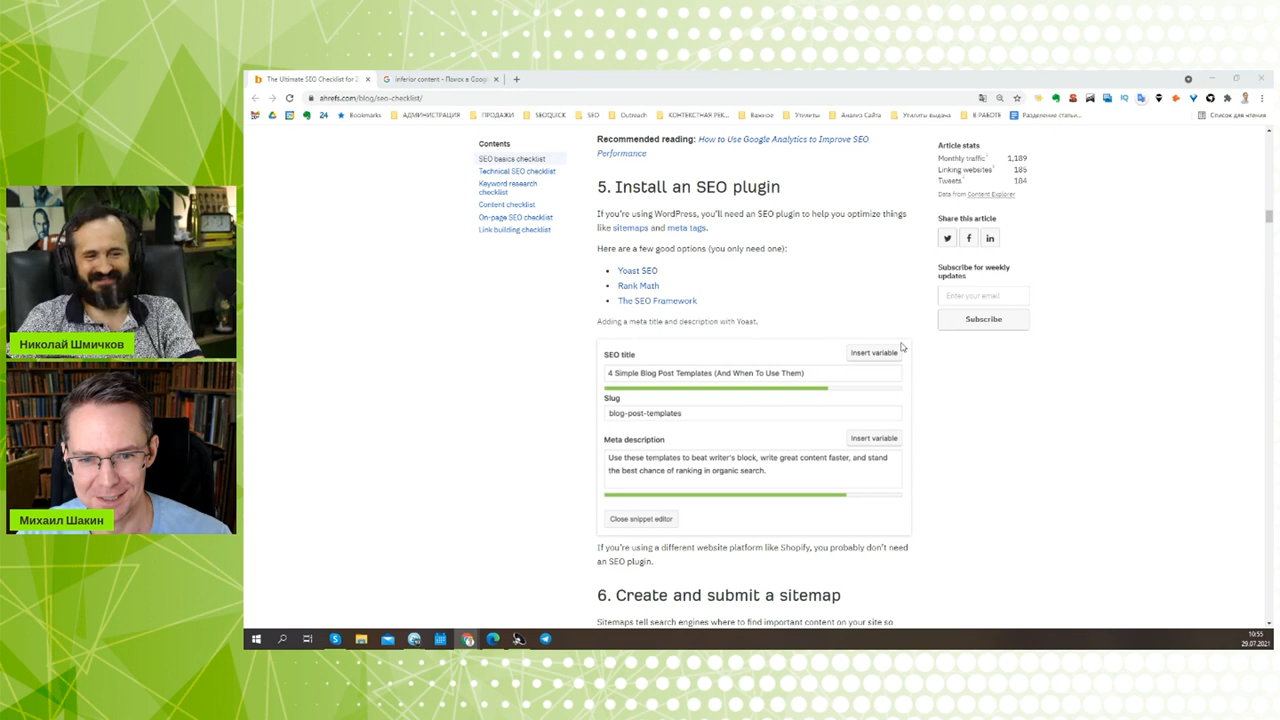 The Ultimate SEO Checklist for 2
inferior content - Поиск в Googl
ahrefs.com/blog/seo-checklist/
24
Bookmarks
АДМИНИСТРАЦИЯ
ПРОДАЖИ
SEOQUICK
SEO
Outreach
КОНТЕКСТНАЯ РЕК...
Важное
Утилиты
Анализ Сайта
Утилиты выдача
В РАБОТЕ
Разделение статьи...
Список для чтения
Contents
SEO basics checklist
Technical SEO checklist
Keyword research
checklist
Content checklist
On-page SEO checklist
Link building checklist
Recommended reading: How to Use Google Analytics to Improve SEO
Performance
5. Install an SEO plugin
If you're using WordPress, you'll need an SEO plugin to help you optimize things
like sitemaps and meta tags.
Here are a few good options (you only need one):
• Yoast SEO
• Rank Math
• The SEO Framework
Adding a meta title and description with Yoast.
SEO title
Insert variable
4 Simple Blog Post Templates (And When To Use Them)
Slug
blog-post-templates
Meta description
Insert variable
Use these templates to beat writer's block, write great content faster, and stand
the best chance of ranking in organic search.
Close snippet editor
If you're using a different website platform like Shopify, you probably don't need
an SEO plugin.
6. Create and submit a sitemap
Sitemaps tell search engines where to find important content on your site so
Article stats
Monthly traffic 1,189
Linking websites 185
Tweets 184
Data from Content Explorer
Share this article
Subscribe for weekly
updates
Enter your email
Subscribe
Николай Шмичков
Михаил Шакин
10:55
29.07.2021